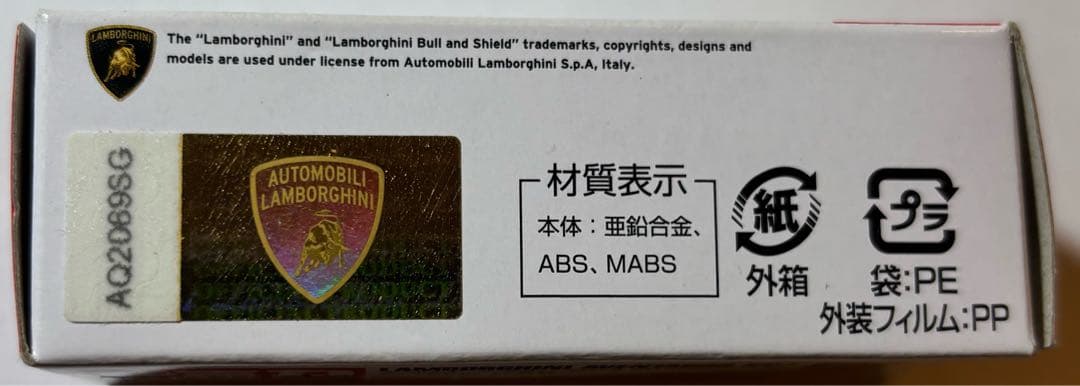 LAMBORGHINI
The "Lamborghini" and "Lamborghini Bull and Shield" trademarks, copyrights, designs and
models are used under license from Automobili Lamborghini S.p.A, Italy.
AQ2069SG
AUTOMOBILI
LAMBORGHINI
材質表示
本体:亜鉛合金、
ABS、MABS
紙
外箱
プラ
袋:PE
外装フィルム:PP